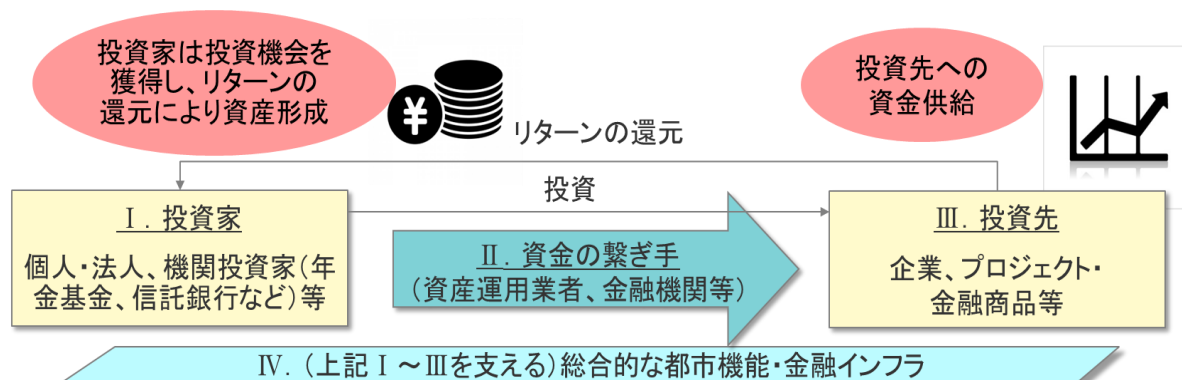 投資家は投資機会を
獲得し、リターンの
還元により資産形成
¥
リターンの還元
投資先への
資金供給
投資
Ⅰ. 投資家
個人・法人、機関投資家(年
金基金、信託銀行など)等
Ⅱ. 資金の繋ぎ手
(資産運用業者、金融機関等)
Ⅲ. 投資先
企業、プロジェクト・
金融商品等
Ⅳ. (上記Ⅰ～Ⅲを支える)総合的な都市機能・金融インフラ